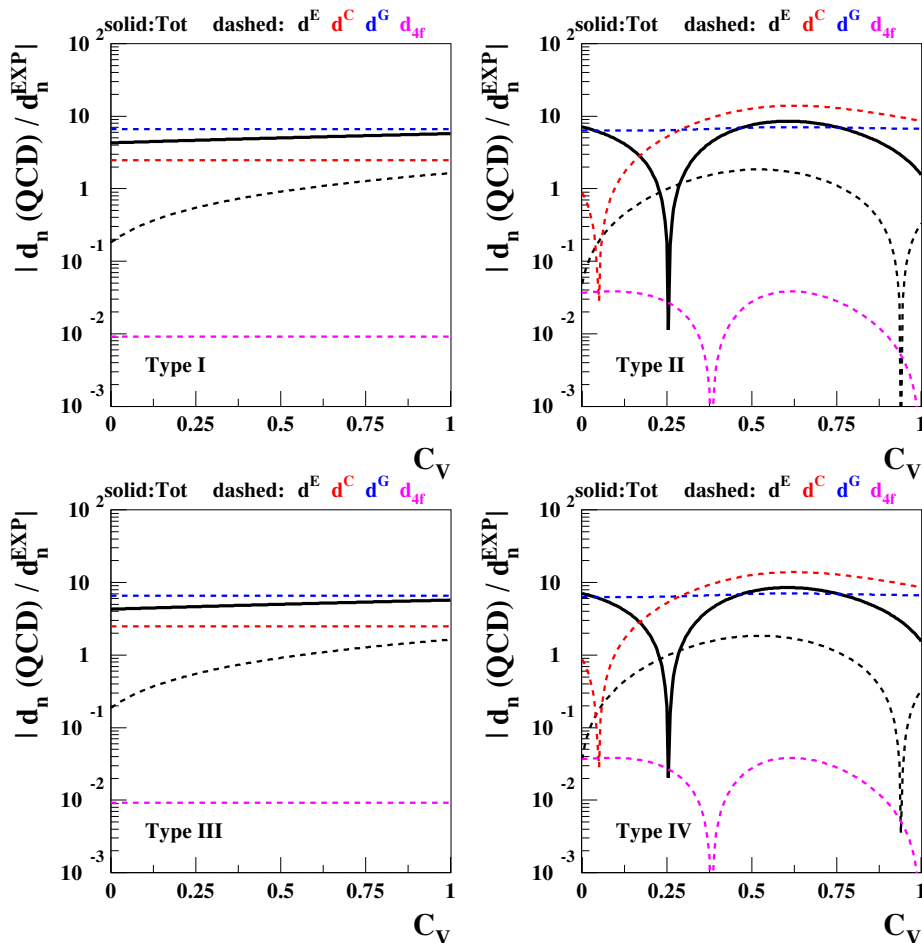 solid:Tot dashed: d^E d^C d^G d_4f
| d_n (QCD) / d_n^EXP |
10^2
10
1
10^-1
10^-2
10^-3
Type I
0 0.25 0.5 0.75 1
C_V
solid:Tot dashed: d^E d^C d^G d_4f
| d_n (QCD) / d_n^EXP |
10^2
10
1
10^-1
10^-2
10^-3
Type II
0 0.25 0.5 0.75 1
C_V
solid:Tot dashed: d^E d^C d^G d_4f
| d_n (QCD) / d_n^EXP |
10^2
10
1
10^-1
10^-2
10^-3
Type III
0 0.25 0.5 0.75 1
C_V
solid:Tot dashed: d^E d^C d^G d_4f
| d_n (QCD) / d_n^EXP |
10^2
10
1
10^-1
10^-2
10^-3
Type IV
0 0.25 0.5 0.75 1
C_V